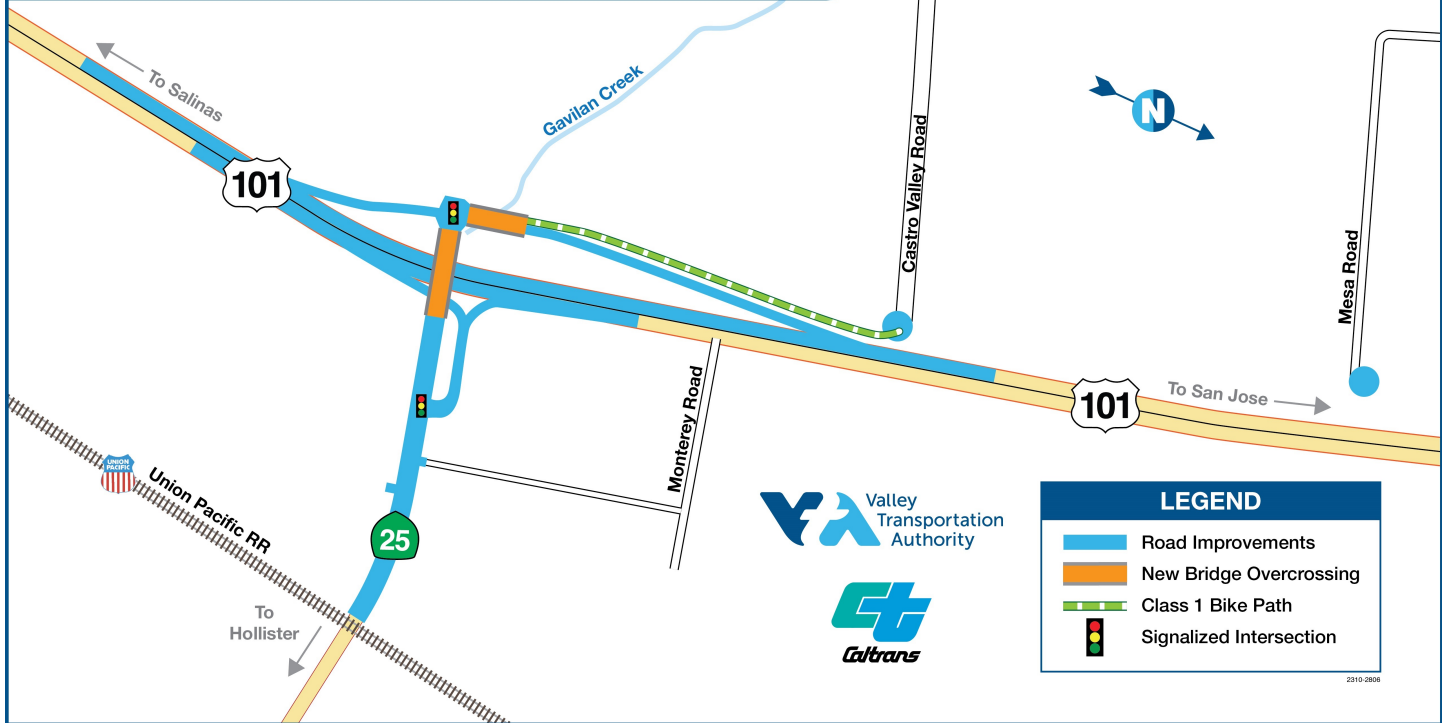 To Salinas
101
Gavilan Creek
Castro Valley Road
N
Mesa Road
To San Jose
101
Monterey Road
UNION
PACIFIC
Union Pacific RR
25
To
Hollister
Valley
Transportation
Authority
Caltrans
LEGEND
Road Improvements
New Bridge Overcrossing
Class 1 Bike Path
Signalized Intersection
2310-2806